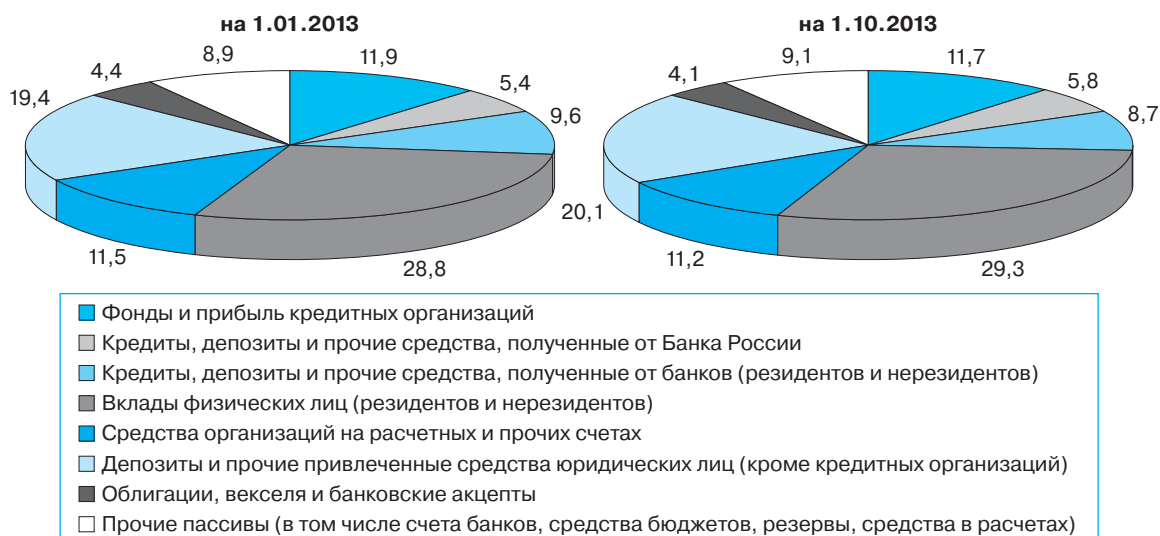 на 1.01.2013
8,9
11,9
4,4
5,4
19,4
9,6
11,5
28,8
на 1.10.2013
9,1
11,7
4,1
5,8
8,7
20,1
11,2
29,3
Фонды и прибыль кредитных организаций
Кредиты, депозиты и прочие средства, полученные от Банка России
Кредиты, депозиты и прочие средства, полученные от банков (резидентов и нерезидентов)
Вклады физических лиц (резидентов и нерезидентов)
Средства организаций на расчетных и прочих счетах
Депозиты и прочие привлеченные средства юридических лиц (кроме кредитных организаций)
Облигации, векселя и банковские акцепты
Прочие пассивы (в том числе счета банков, средства бюджетов, резервы, средства в расчетах)